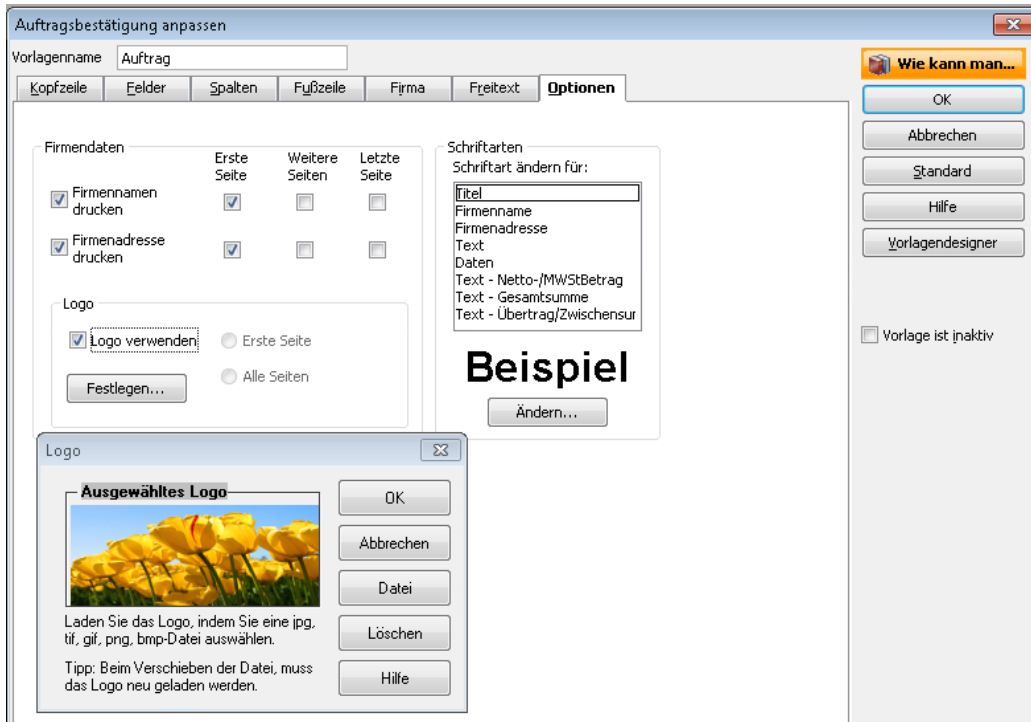 Auftragsbestätigung anpassen
Vorlagenname Auftrag
Kopfzeile Felder Spalten Fußzeile Firma Freitext Optionen
Firmendaten
Erste Seite
Weitere Seiten
Letzte Seite
Firmennamen
drucken
Firmenadresse
drucken
Logo
Logo verwenden
Erste Seite
Alle Seiten
Festlegen...
Schriftarten
Schriftart ändern für:
Titel
Firmenname
Firmenadresse
Text
Daten
Text - Netto-/MWStBetrag
Text - Gesamtsumme
Text - Übertrag/Zwischensur
Beispiel
Ändern...
Wie kann man...
OK
Abbrechen
Standard
Hilfe
Vorlagendesigner
Vorlage ist inaktiv
Logo
Ausgewähltes Logo
Laden Sie das Logo, indem Sie eine jpg,
tif, gif, png, bmp-Datei auswählen.
Tipp: Beim Verschieben der Datei, muss
das Logo neu geladen werden.
OK
Abbrechen
Datei
Löschen
Hilfe